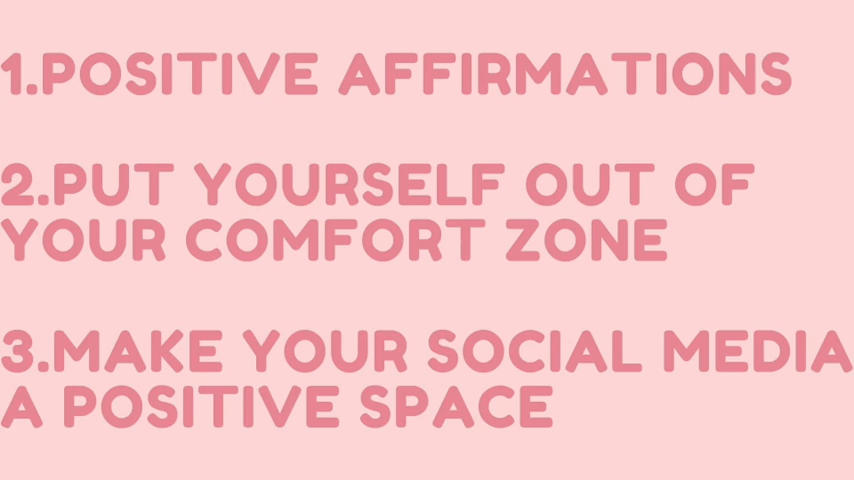 1.POSITIVE AFFIRMATIONS
2.PUT YOURSELF OUT OF
YOUR COMFORT ZONE
3.MAKE YOUR SOCIAL MEDIA
A POSITIVE SPACE